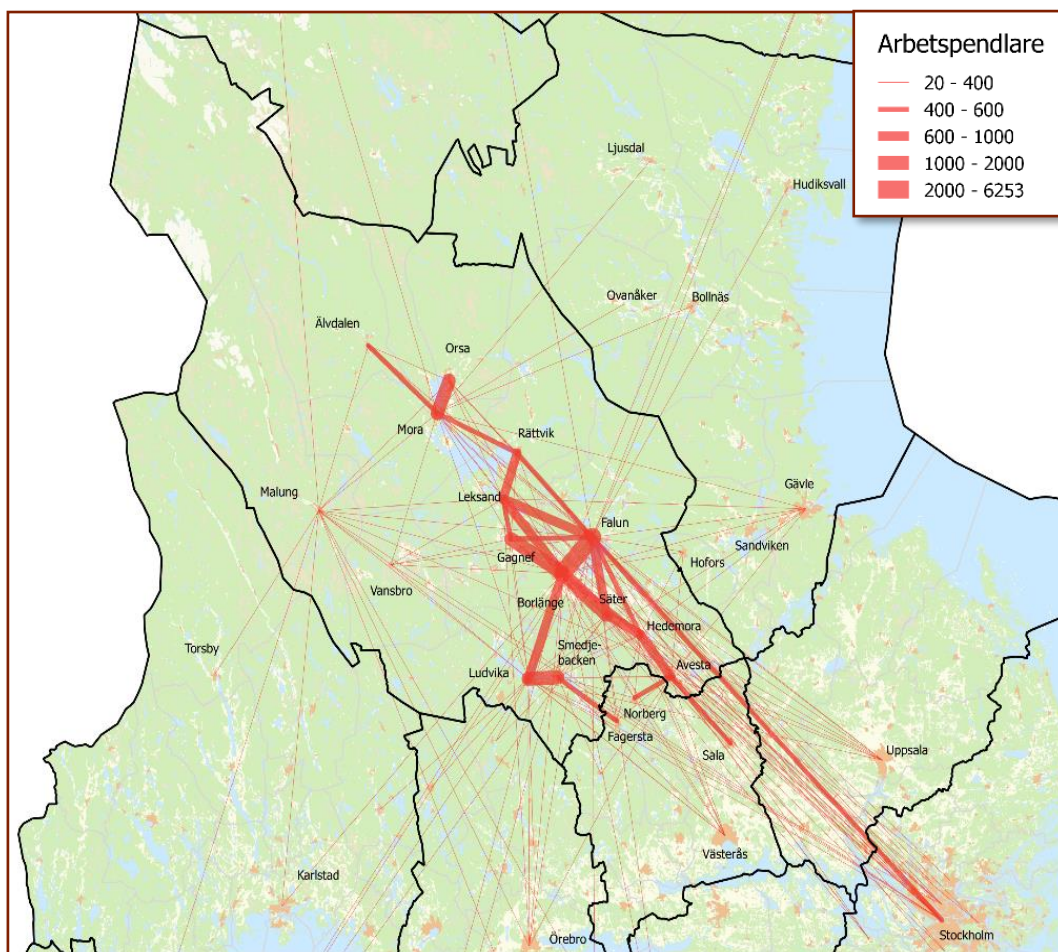 Arbetspendlare
20 - 400
400 - 600
600 - 1000
1000 - 2000
2000 - 6253
Ljusdal
Hudiksvall
Ovanåker
Bollnäs
Älvdalen
Orsa
Mora
Rättvik
Malung
Leksand
Gävle
Falun
Sandviken
Gagnef
Hofors
Vansbro
Borlänge
Säter
Hedemora
Torsby
Smedje-
backen
Avesta
Ludvika
Norberg
Fagersta
Sala
Uppsala
Västerås
Karlstad
Örebro
Stockholm